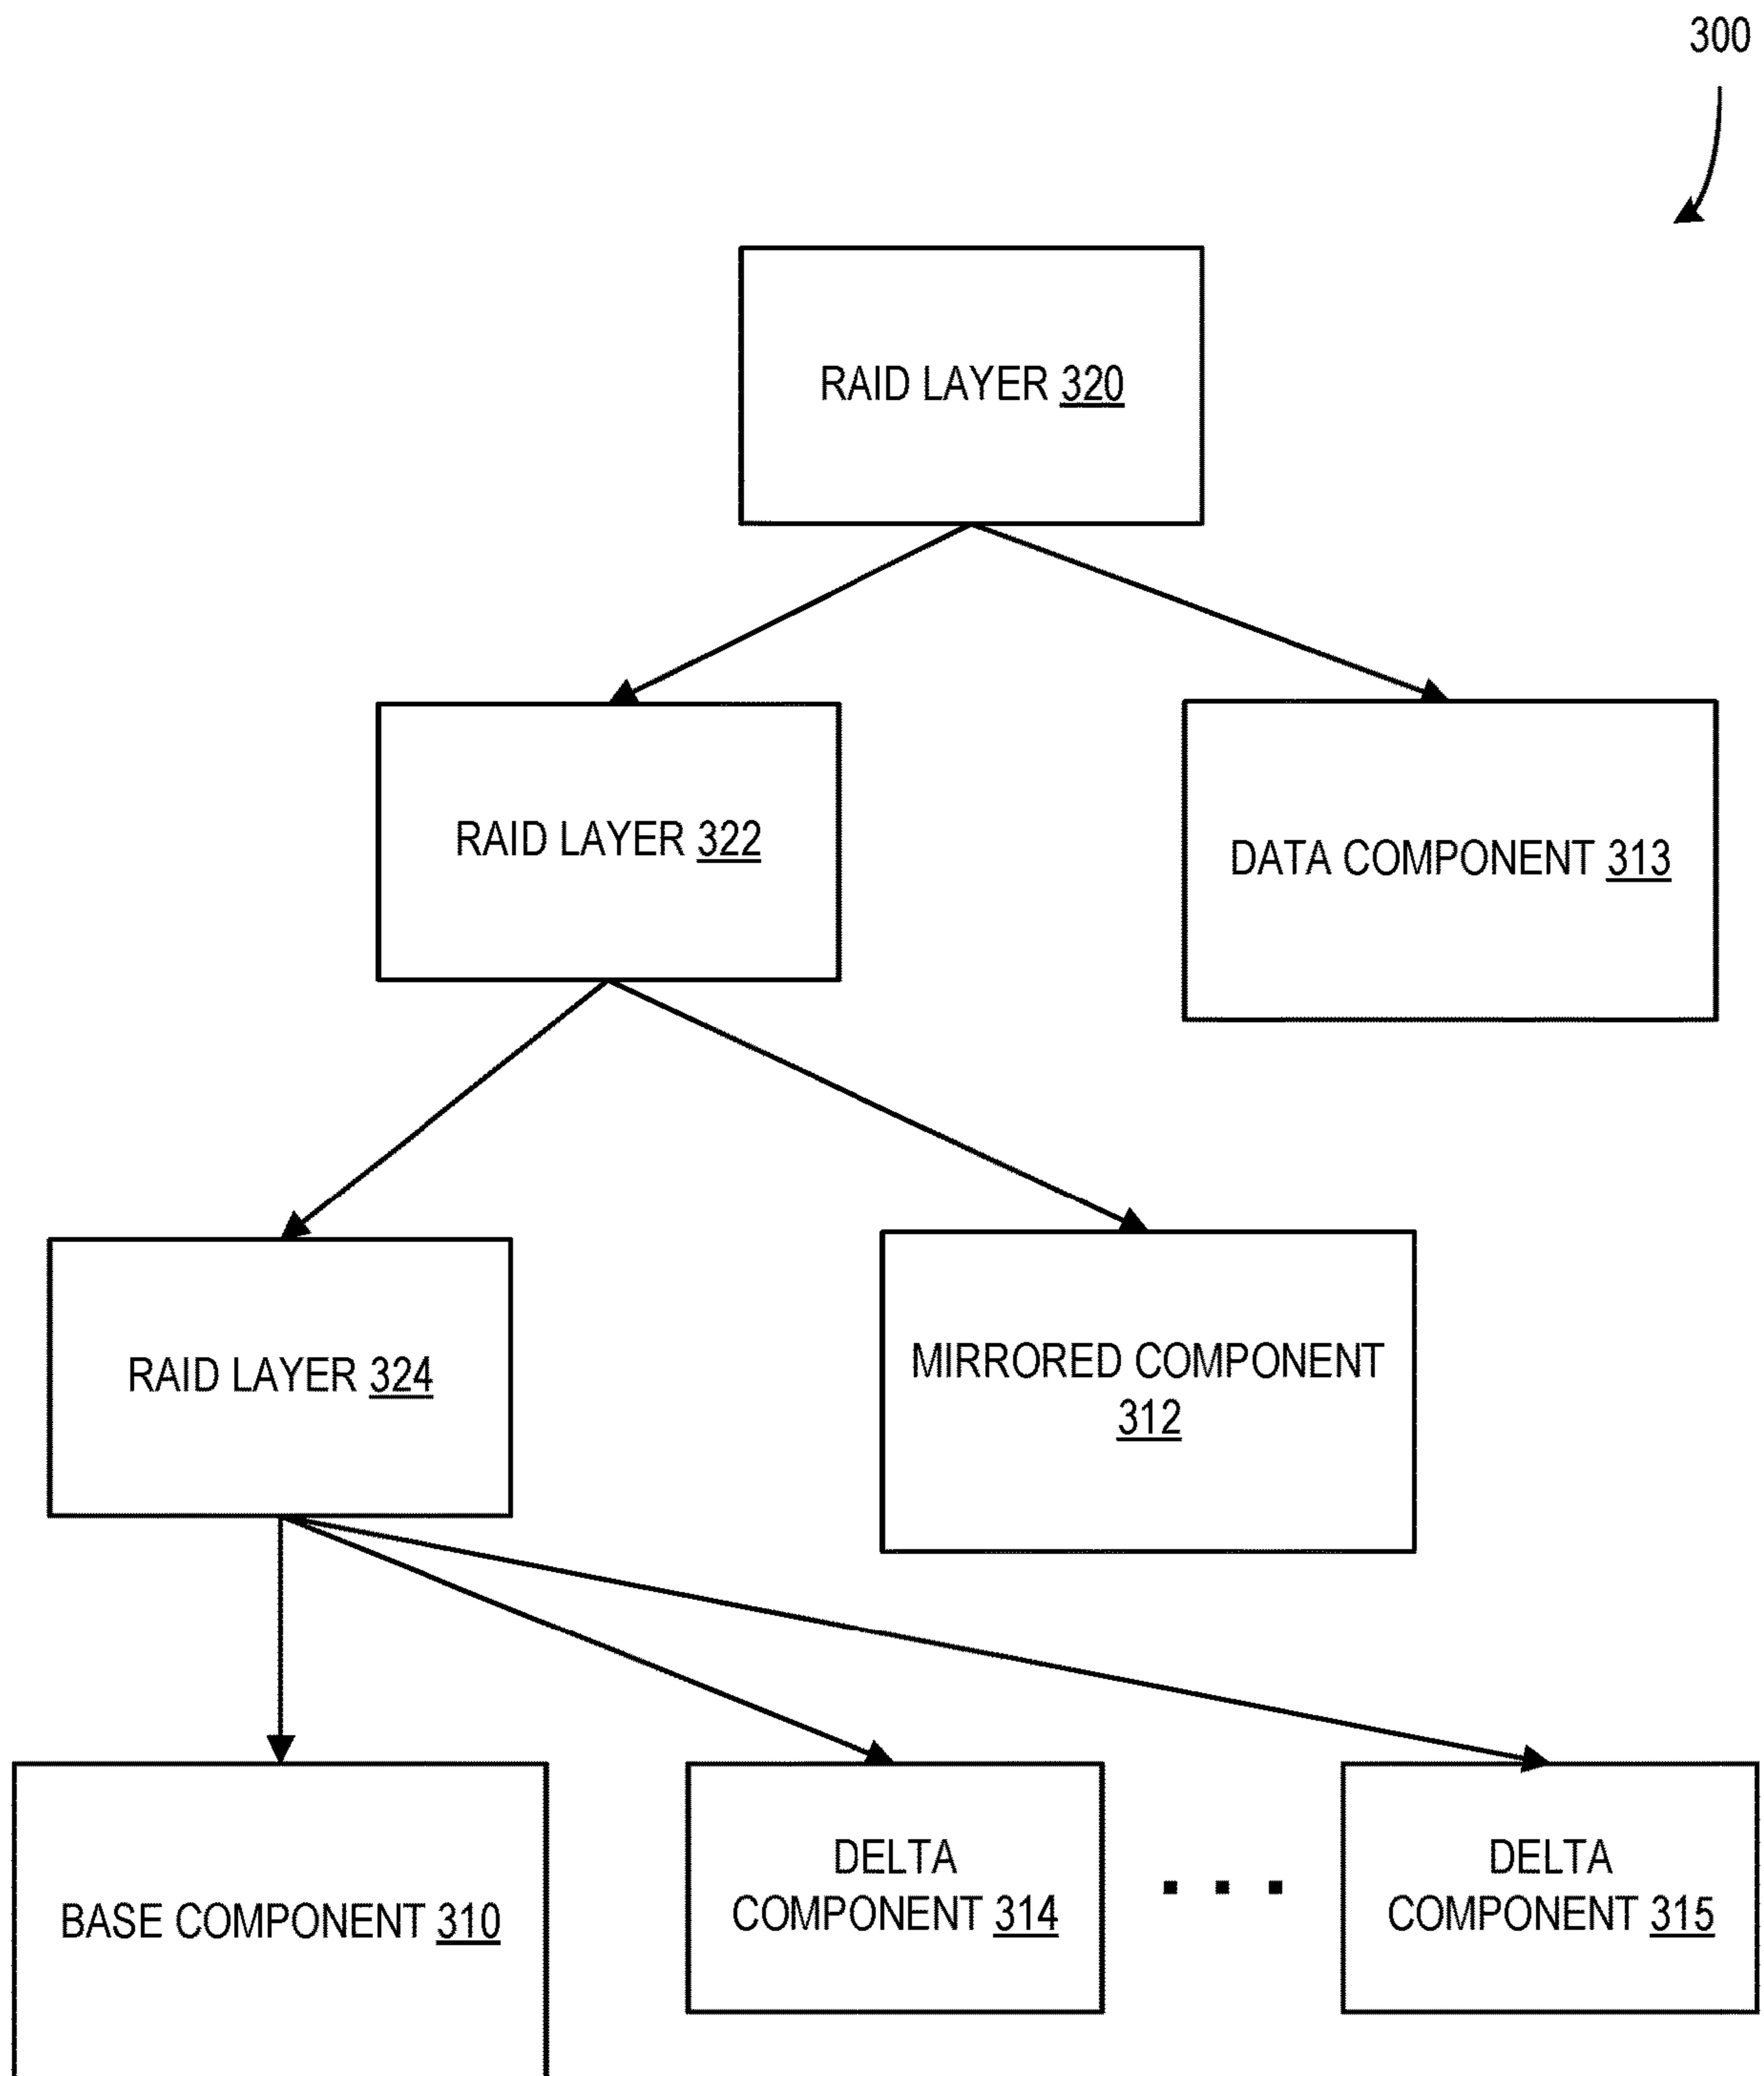 300
RAID LAYER 320
RAID LAYER 322
DATA COMPONENT 313
RAID LAYER 324
MIRRORED COMPONENT
312
BASE COMPONENT 310
DELTA
COMPONENT 314
DELTA
COMPONENT 315